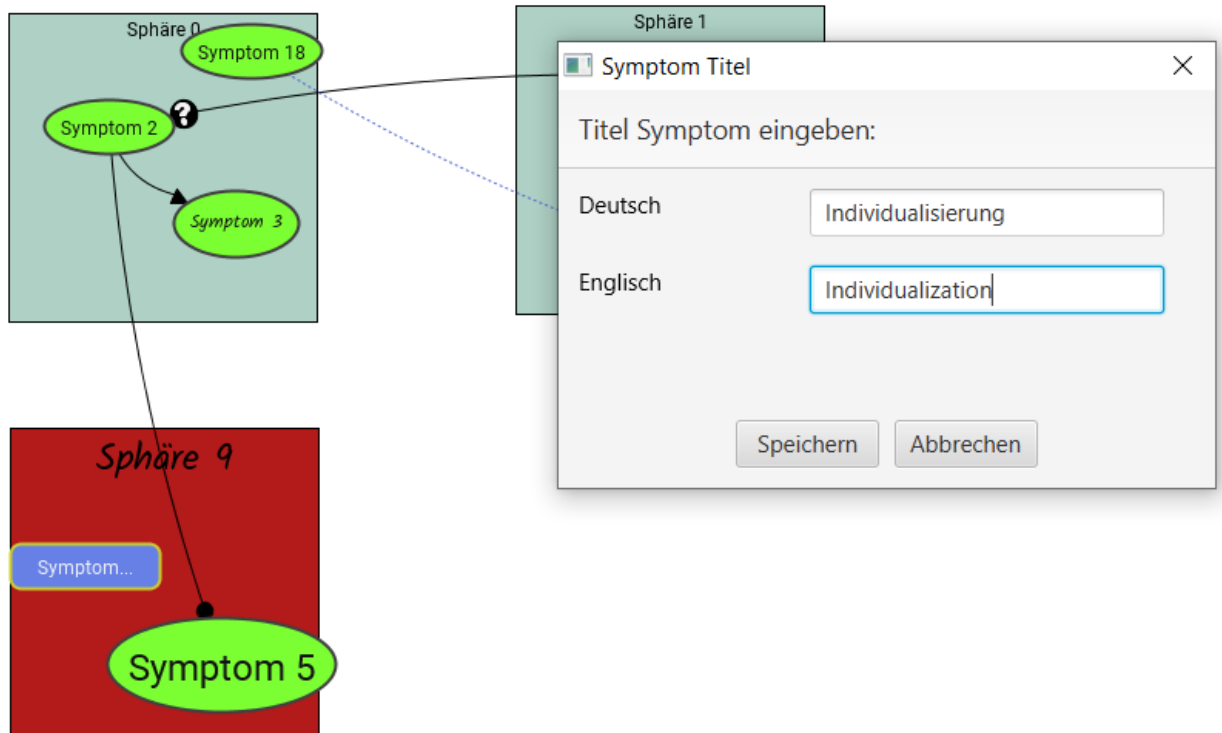 Sphäre 0
Symptom 18
Symptom 2
?
Symptom 3
Sphäre 1
Symptom Titel
Titel Symptom eingeben:
Deutsch
Individualisierung
Englisch
Individualization
Speichern
Abbrechen
Sphäre 9
Symptom...
Symptom 5